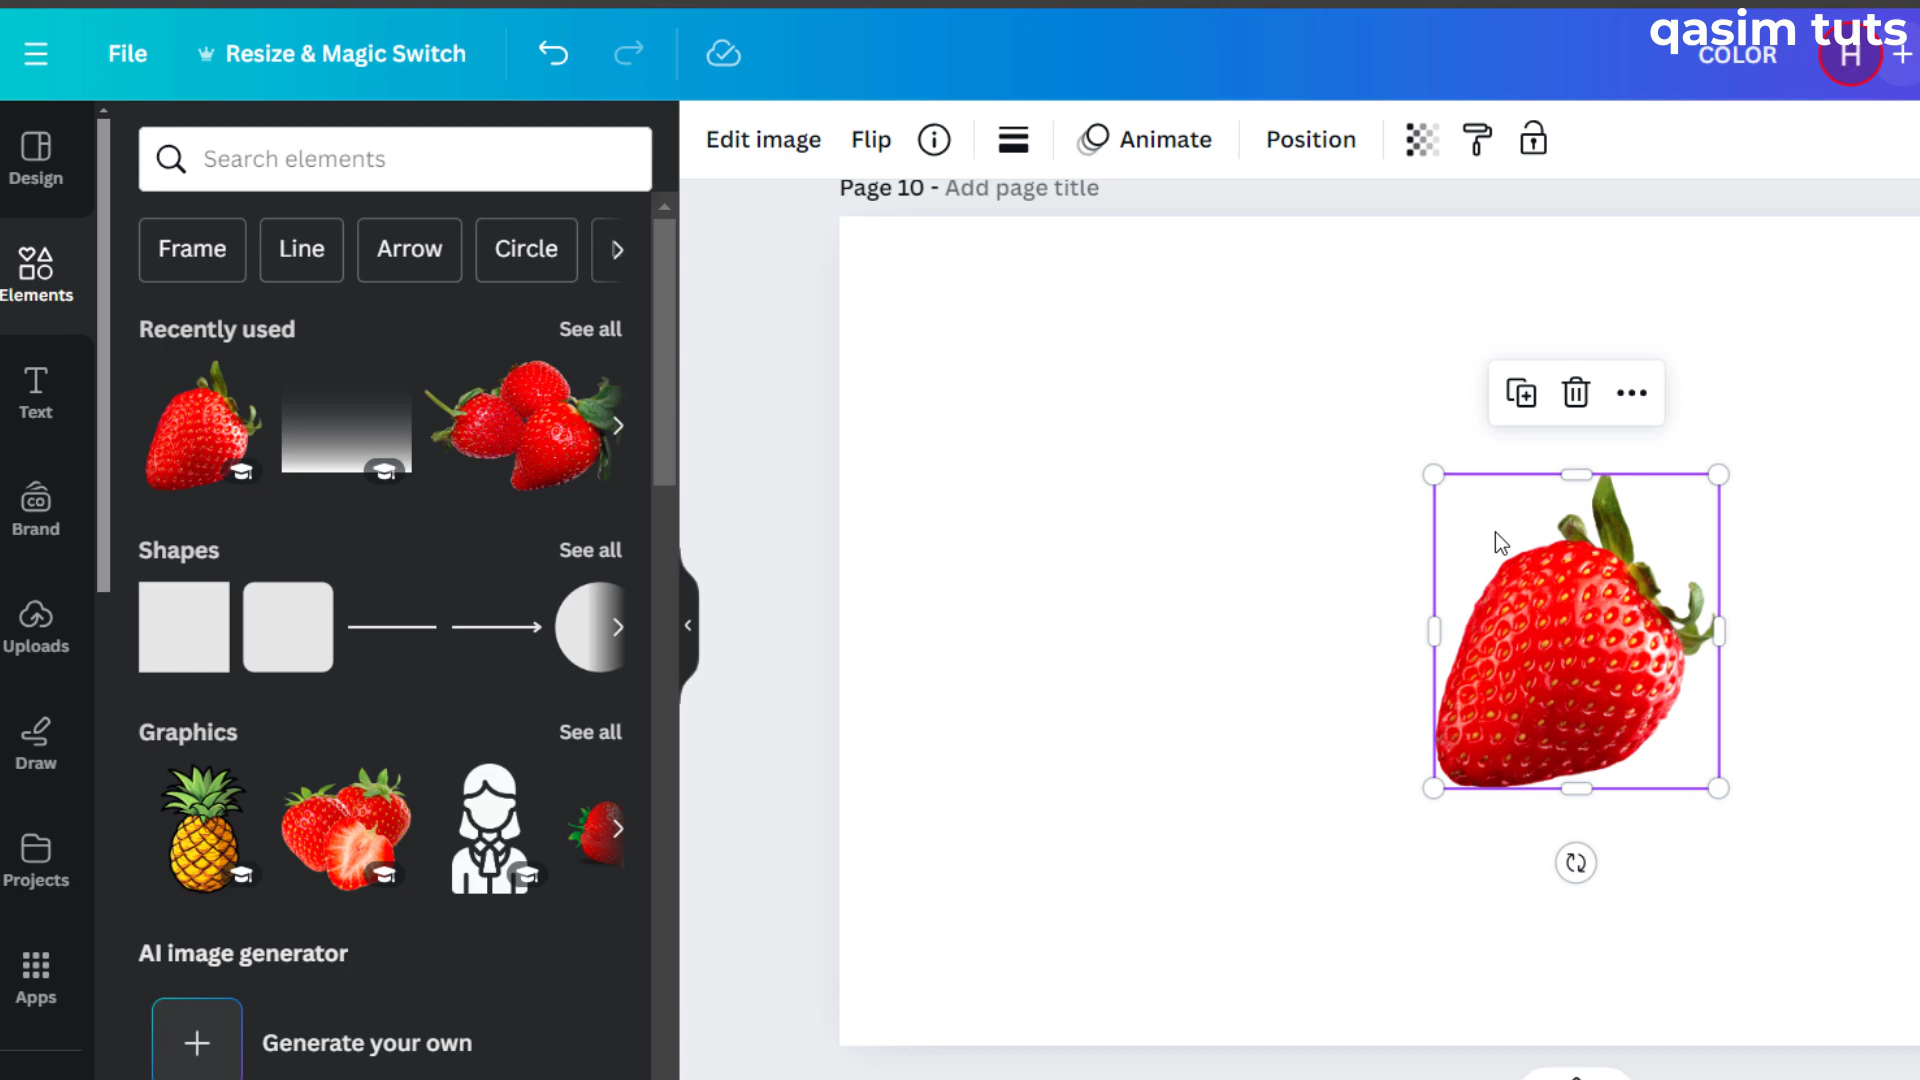 qasim tuts
File
Resize & Magic Switch
COLOR
H
Design
Elements
Text
Brand
CO
Uploads
Draw
Projects
Apps
Search elements
Frame
Line
Arrow
Circle
Recently used
See all
Shapes
See all
Graphics
See all
AI image generator
Generate your own
Edit image
Flip
Animate
Position
Page 10 - Add page title